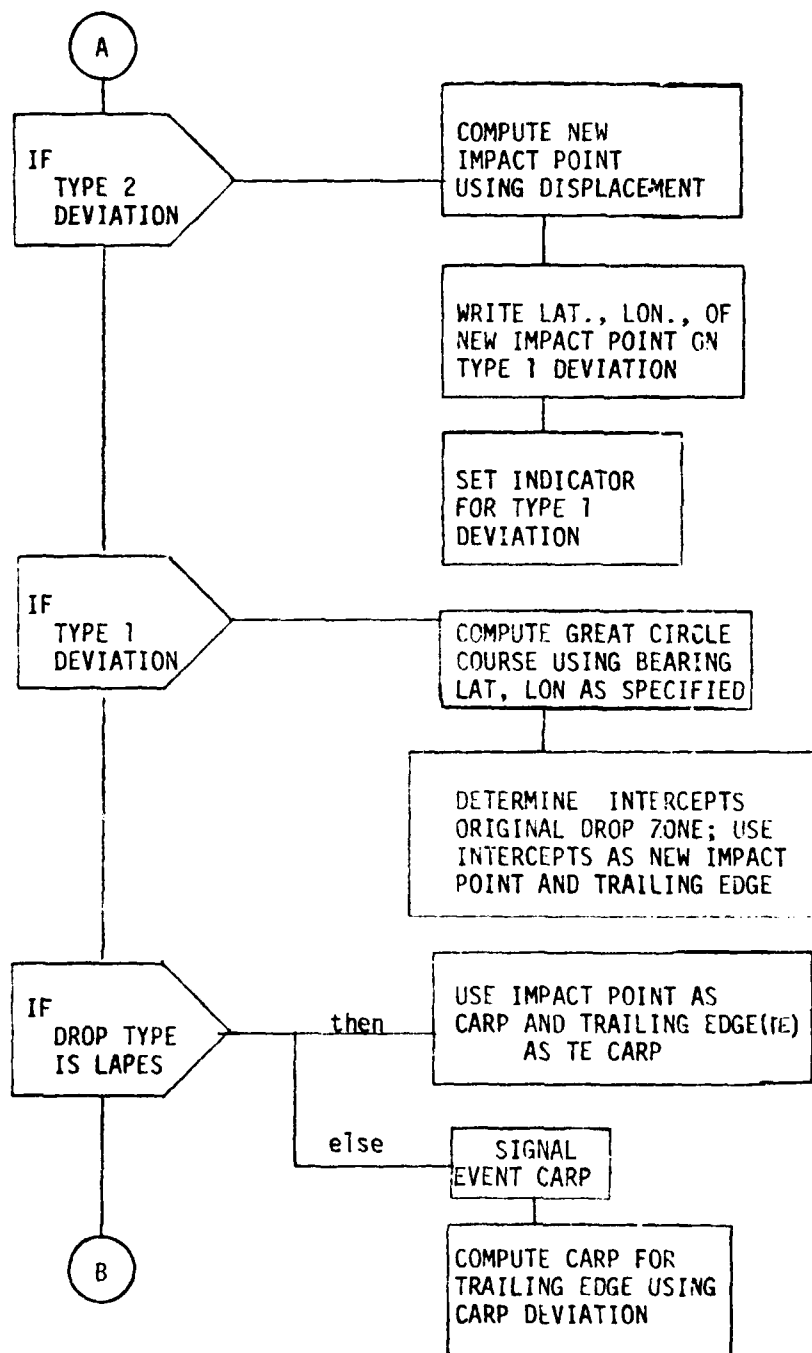 A
IF
TYPE 2
DEVIATION
COMPUTE NEW
IMPACT POINT
USING DISPLACEMENT
WRITE LAT., LON., OF
NEW IMPACT POINT ON
TYPE 1 DEVIATION
SET INDICATOR
FOR TYPE 1
DEVIATION
IF
TYPE 1
DEVIATION
COMPUTE GREAT CIRCLE
COURSE USING BEARING
LAT, LON AS SPECIFIED
DETERMINE INTERCEPTS
ORIGINAL DROP ZONE; USE
INTERCEPTS AS NEW IMPACT
POINT AND TRAILING EDGE
IF
DROP TYPE
IS LAPES
then
USE IMPACT POINT AS
CARP AND TRAILING EDGE(TE)
AS TE CARP
else
SIGNAL
EVENT CARP
COMPUTE CARP FOR
TRAILING EDGE USING
CARP DEVIATION
B